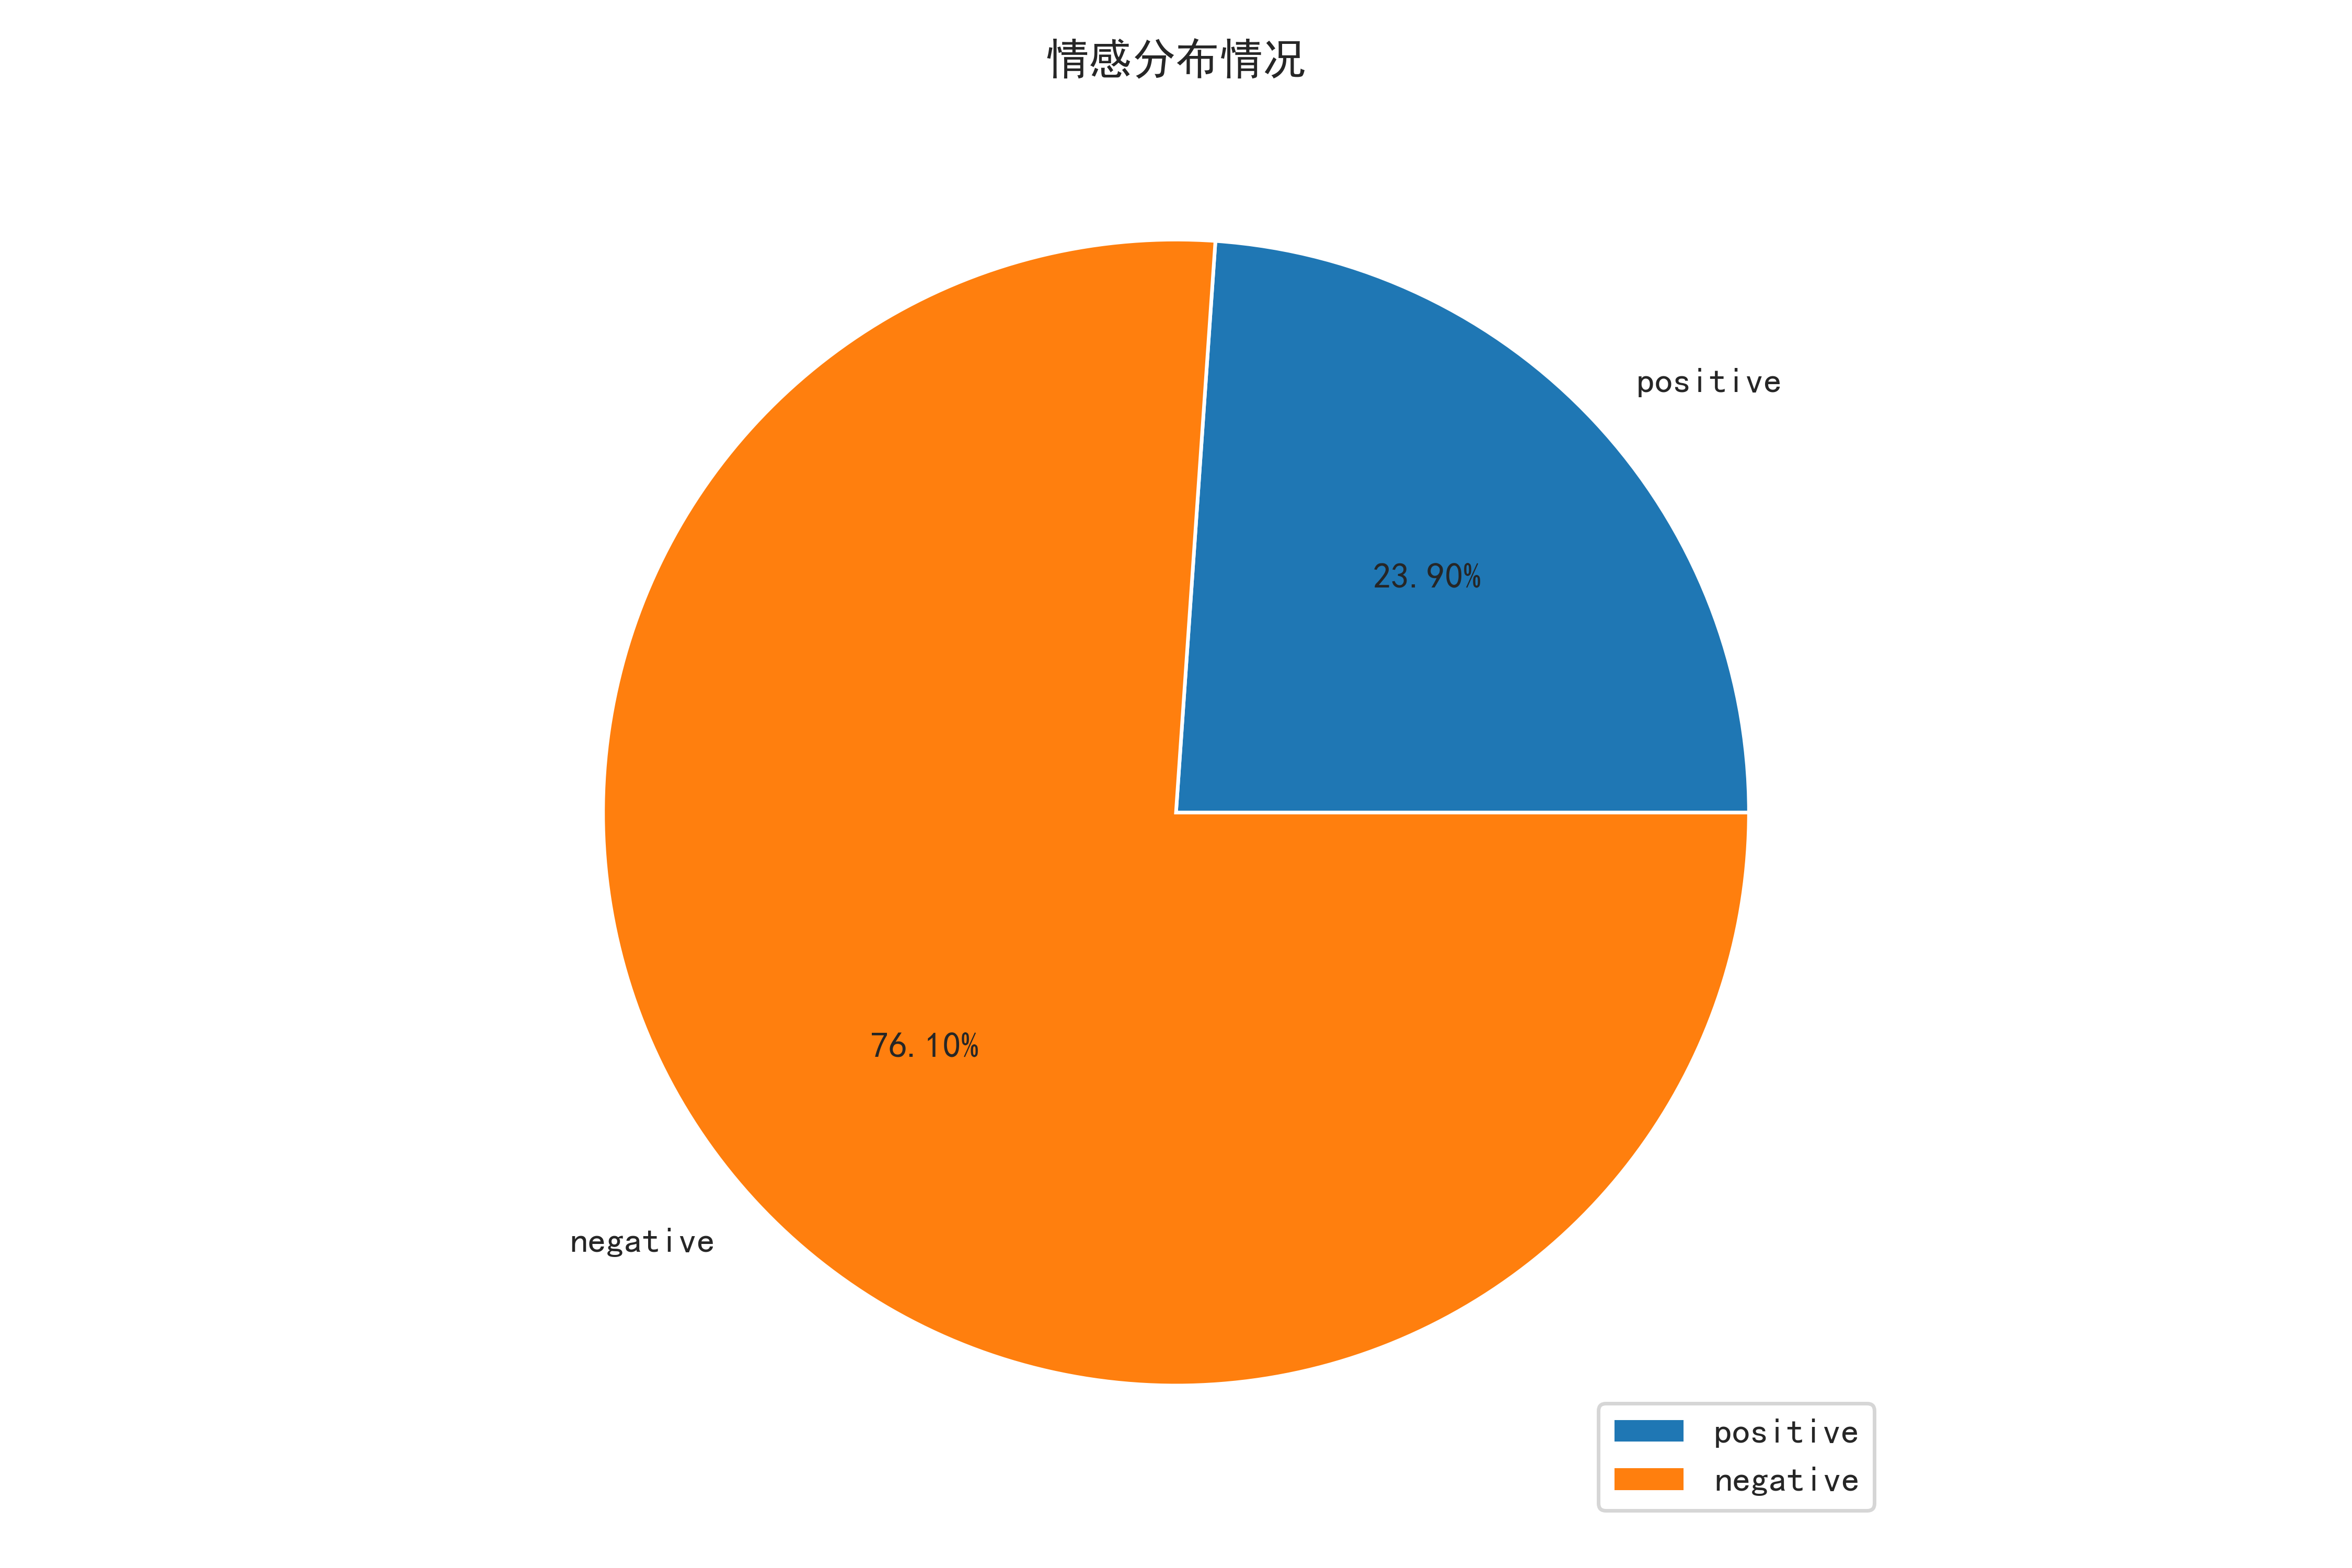 情感分布情况
positive
23.90%
76.10%
negative
positive
negative